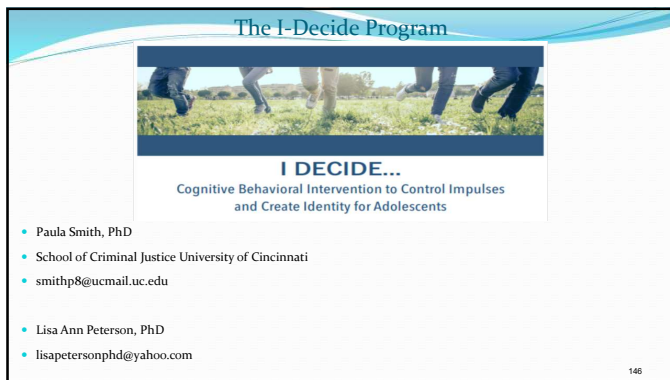 The I-Decide Program
I DECIDE...
Cognitive Behavioral Intervention to Control Impulses
and Create Identity for Adolescents
• Paula Smith, PhD
• School of Criminal Justice University of Cincinnati
• smithp8@ucmail.uc.edu
• Lisa Ann Peterson, PhD
• lisapetersonphd@yahoo.com
146